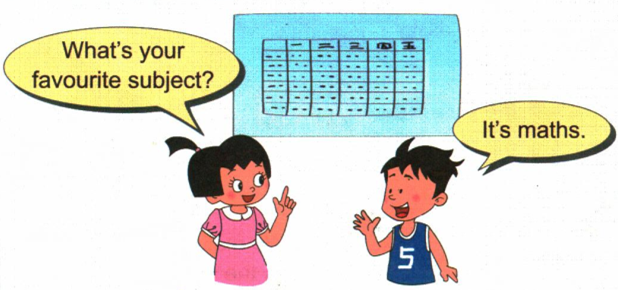 What's your
favourite subject?
一 二 三 四 五
It's maths.
5